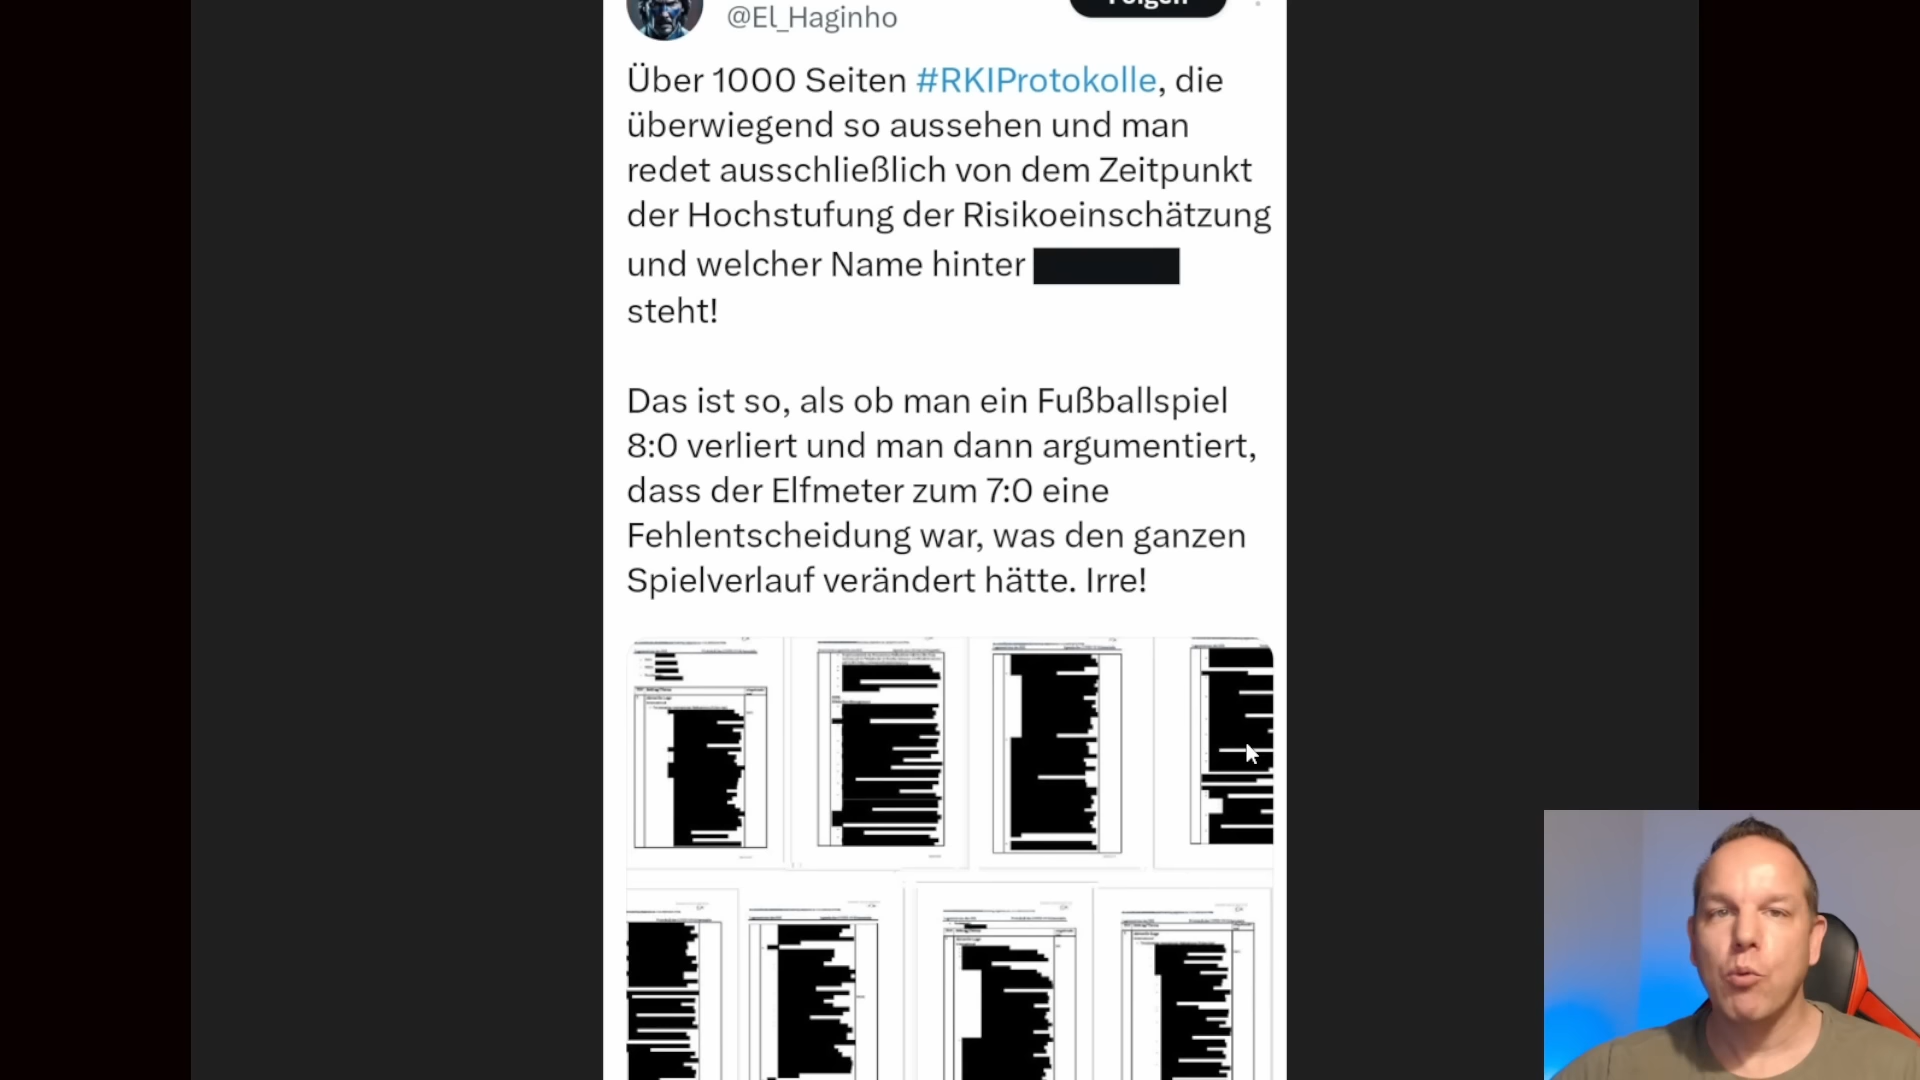 Folgen
@El_Haginho
Über 1000 Seiten #RKIProtokolle, die
überwiegend so aussehen und man
redet ausschließlich von dem Zeitpunkt
der Hochstufung der Risikoeinschätzung
und welcher Name hinter
steht!
Das ist so, als ob man ein Fußballspiel
8:0 verliert und man dann argumentiert,
dass der Elfmeter zum 7:0 eine
Fehlentscheidung war, was den ganzen
Spielverlauf verändert hätte. Irre!